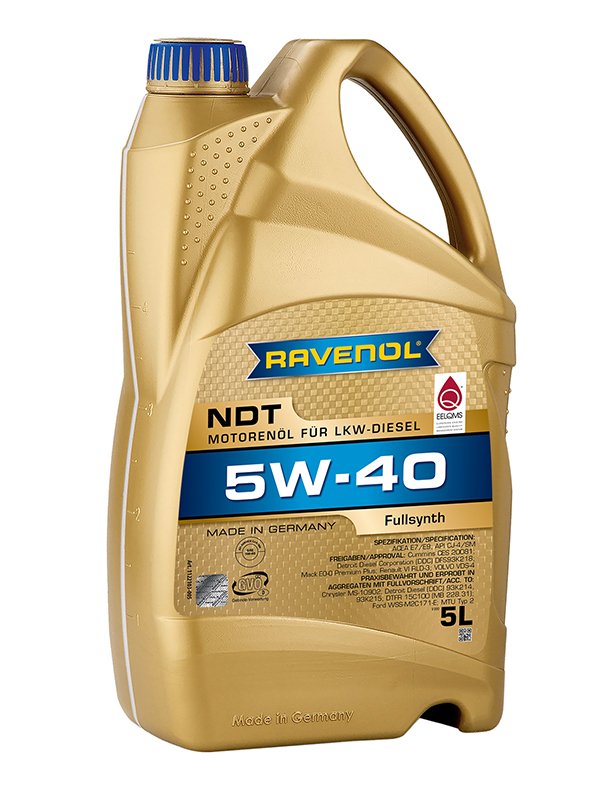 RAVENOL®
EELQMS
NDT
MOTORENÖL FÜR LKW-DIESEL
5W-40
MADE IN GERMANY
Fullsynth
SPEZIFIKATION/SPECIFICATION:
ACEA E7/E9, API CJ-4/SM
FREIGABEN/APPROVAL: Cummins CES 20081;
Detroit Diesel Corporation (DDC) DFS93K218;
Mack EO-O Premium Plus; Renault VI RLD-3; VOLVO VDS-4
PRAXISBEWÄHRT UND ERPROBT IN
AGGREGATEN MIT FÜLLVORSCHRIFT/ACC. TO:
Chrysler MS-10902, Detroit Diesel (DDC) 93K214,
93K215, DTFR 15C100 (MB 228.31);
Ford WSS-M2C171-E; MTU Typ 2
GVÖ
Gebinde-Verwertung
5L
Made in Germany